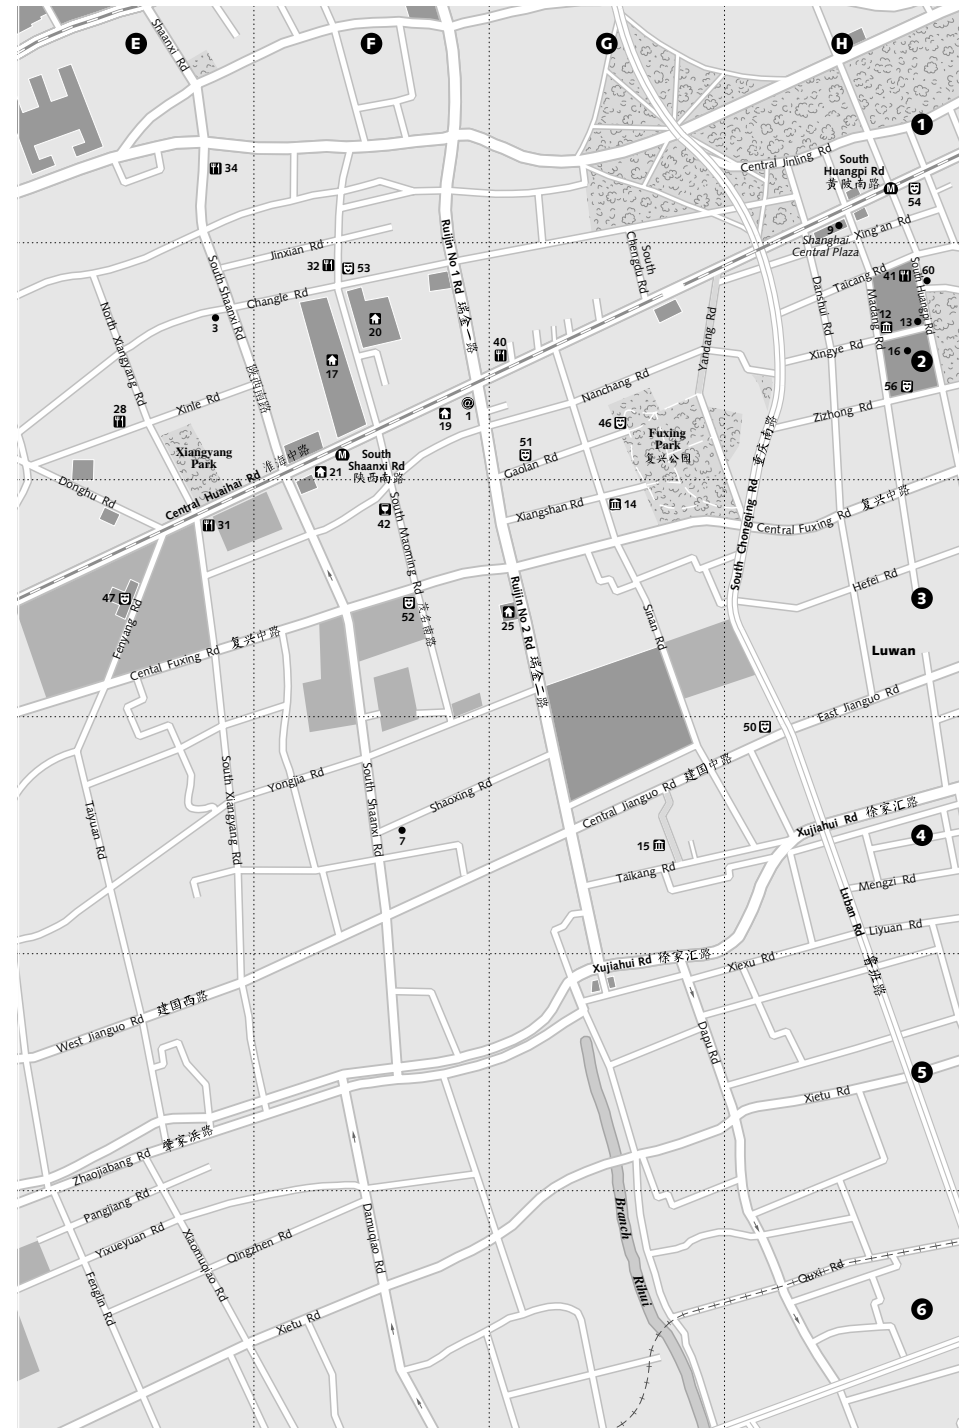 E
F
G
H
1
2
3
4
5
6
Shaanxi Rd
34
Central Jinling Rd
South
Huangpi Rd
黄陂南路
M
54
9
Xing'an Rd
Shanghai
Central Plaza
Jinxian Rd
32
53
Ruijin No 1 Rd 瑞金一路
South
Chengdu Rd
Taicang Rd
41
60
South Huangpi Rd
12
13
Madang Rd
Danshui Rd
16
56
Xingye Rd
Zizhong Rd
South Shaanxi Rd
陕西南路
Changle Rd
3
20
17
North Xiangyang Rd
Xinle Rd
28
40
@
1
19
Nanchang Rd
Yandang Rd
46
Fuxing
Park
复兴公园
51
Gaolan Rd
Xiangyang
Park
Central Huaihai Rd 淮海中路
M
South
Shaanxi Rd
陕西南路
21
Donghu Rd
31
42
South Maoming Rd 茂名南路
Xiangshan Rd
14
South Chongqing Rd 重庆南路
Central Fuxing Rd 复兴中路
Hefei Rd
47
Fenyang Rd
52
25
Ruijin No 2 Rd 瑞金二路
Sinan Rd
Luwan
Cental Fuxing Rd 复兴中路
East Jianguo Rd
50
Yongjia Rd
South Xiangyang Rd
South Shaanxi Rd
Shaoxing Rd
7
Taiyuan Rd
Central Jianguo Rd 建国中路
Xujiahui Rd 徐家汇路
15
Taikang Rd
Mengzi Rd
Luban Rd 鲁班路
Liyuan Rd
Xujiahui Rd 徐家汇路
Xiexu Rd
West Jianguo Rd 建国西路
Dapu Rd
Xietu Rd
Zhaojiabang Rd 肇家浜路
Pangjiang Rd
Yixueyuan Rd
Xiaomuqiao Rd
Qingzhen Rd
Damuqiao Rd
Branch
Rihui
Quxi Rd
Fenglin Rd
Xietu Rd